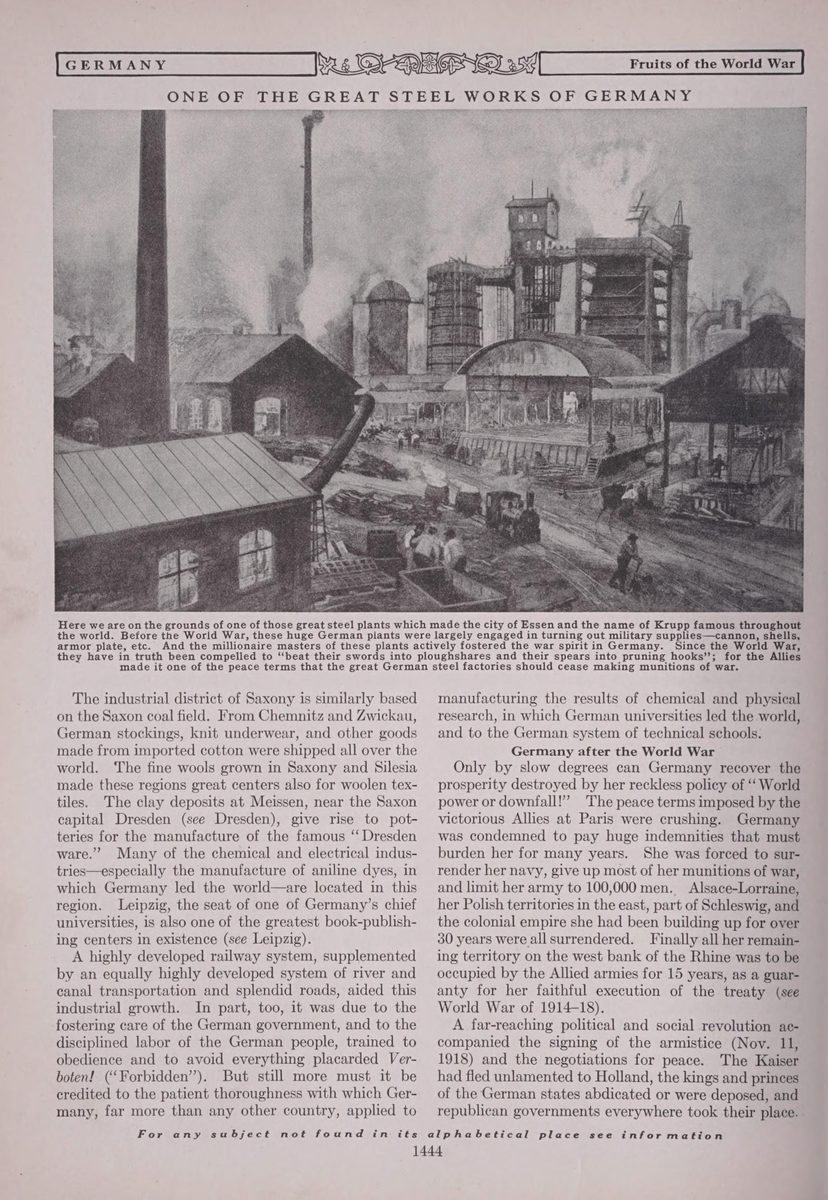 GERMANY
Fruits of the World War
ONE OF THE GREAT STEEL WORKS OF GERMANY
Here we are on the grounds of one of those great steel plants which made the city of Essen and the name of Krupp famous throughout
the world. Before the World War, these huge German plants were largely engaged in turning out military supplies—cannon, shells,
armor plate, etc. And the millionaire masters of these plants actively fostered the war spirit in Germany. Since the World War,
they have in truth been compelled to "beat their swords into ploughshares and their spears into pruning hooks"; for the Allies
made it one of the peace terms that the great German steel factories should cease making munitions of war.
The industrial district of Saxony is similarly based
on the Saxon coal field. From Chemnitz and Zwickau,
German stockings, knit underwear, and other goods
made from imported cotton were shipped all over the
world. The fine wools grown in Saxony and Silesia
made these regions great centers also for woolen tex-
tiles. The clay deposits at Meissen, near the Saxon
capital Dresden (see Dresden), give rise to pot-
teries for the manufacture of the famous "Dresden
ware." Many of the chemical and electrical indus-
tries—especially the manufacture of aniline dyes, in
which Germany led the world—are located in this
region. Leipzig, the seat of one of Germany's chief
universities, is also one of the greatest book-publish-
ing centers in existence (see Leipzig).
A highly developed railway system, supplemented
by an equally highly developed system of river and
canal transportation and splendid roads, aided this
industrial growth. In part, too, it was due to the
fostering care of the German government, and to the
disciplined labor of the German people, trained to
obedience and to avoid everything placarded Ver-
boten! ("Forbidden"). But still more must it be
credited to the patient thoroughness with which Ger-
many, far more than any other country, applied to
manufacturing the results of chemical and physical
research, in which German universities led the world,
and to the German system of technical schools.
Germany after the World War
Only by slow degrees can Germany recover the
prosperity destroyed by her reckless policy of "World
power or downfall!" The peace terms imposed by the
victorious Allies at Paris were crushing. Germany
was condemned to pay huge indemnities that must
burden her for many years. She was forced to sur-
render her navy, give up most of her munitions of war,
and limit her army to 100,000 men. Alsace-Lorraine,
her Polish territories in the east, part of Schleswig, and
the colonial empire she had been building up for over
30 years were all surrendered. Finally all her remain-
ing territory on the west bank of the Rhine was to be
occupied by the Allied armies for 15 years, as a guar-
anty for her faithful execution of the treaty (see
World War of 1914–18).
A far-reaching political and social revolution ac-
companied the signing of the armistice (Nov. 11,
1918) and the negotiations for peace. The Kaiser
had fled unlamented to Holland, the kings and princes
of the German states abdicated or were deposed, and
republican governments everywhere took their place.
For any subject not found in its alphabetical place see information
1444